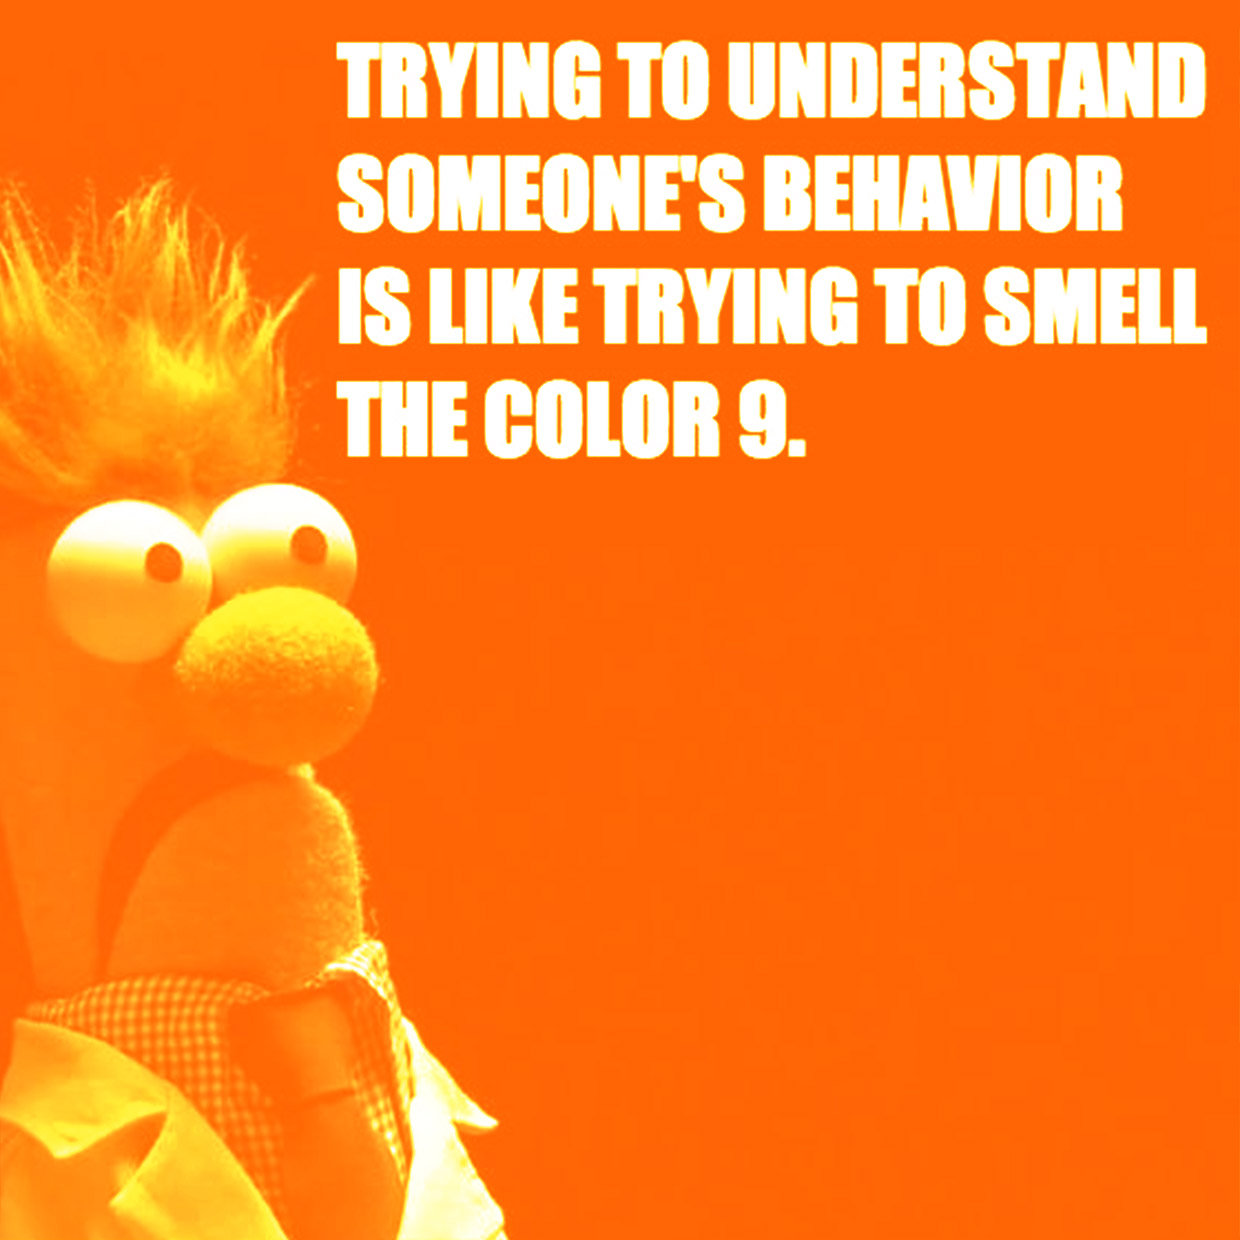 TRYING TO UNDERSTAND
SOMEONE'S BEHAVIOR
IS LIKE TRYING TO SMELL
THE COLOR 9.